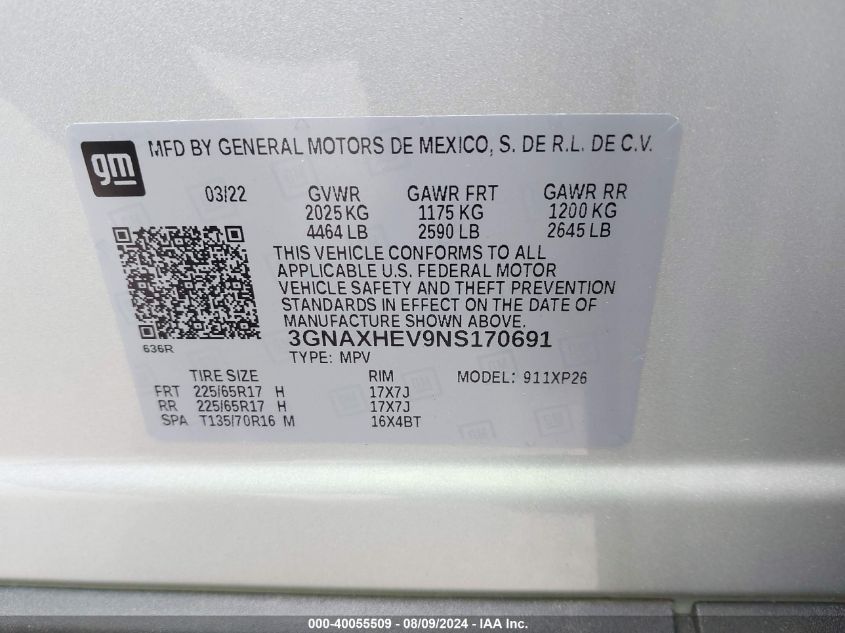 gm
MFD BY GENERAL MOTORS DE MEXICO, S. DE R.L. DE C.V.
03/22 GVWR GAWR FRT GAWR RR
2025 KG 1175 KG 1200 KG
4464 LB 2590 LB 2645 LB
THIS VEHICLE CONFORMS TO ALL
APPLICABLE U.S. FEDERAL MOTOR
VEHICLE SAFETY AND THEFT PREVENTION
STANDARDS IN EFFECT ON THE DATE OF
MANUFACTURE SHOWN ABOVE.
3GNAXHEV9NS170691
636R
TYPE: MPV
TIRE SIZE RIM MODEL: 911XP26
FRT 225/65R17 H 17X7J
RR 225/65R17 H 17X7J
SPA T135/70R16 M 16X4BT
000-40055509 - 08/09/2024 - IAA Inc.